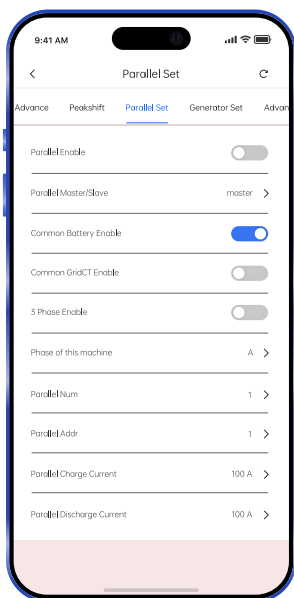 9:41 AM
Parallel Set
Advance Peakshift Parallel Set Generator Set Advan
Parallel Enable
Parallel Master/Slave master
Common Battery Enable
Common GridCT Enable
3 Phase Enable
Phase of this machine A
Parallel Num 1
Parallel Addr 1
Parallel Charge Current 100 A
Parallel Discharge Current 100 A